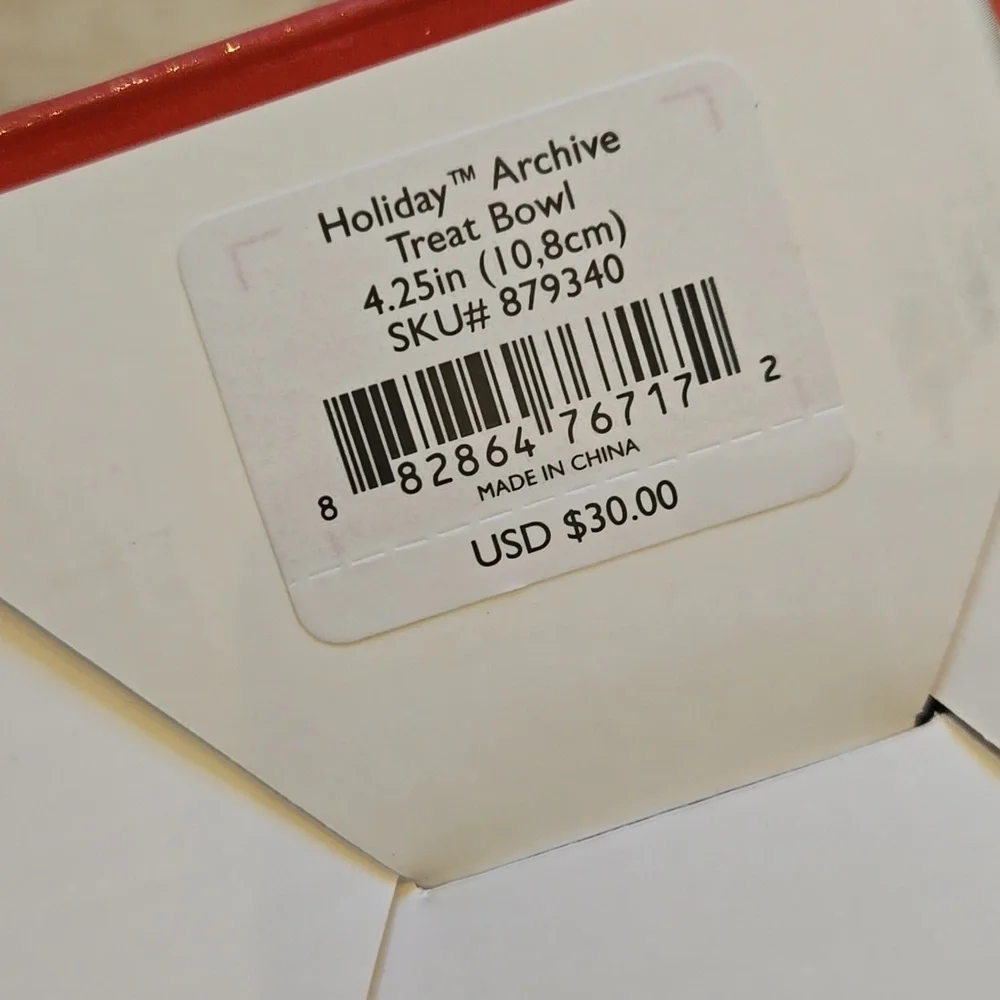 Holiday™ Archive
Treat Bowl
4.25in (10,8cm)
SKU# 879340
8 82864 76717 2
MADE IN CHINA
USD $30.00